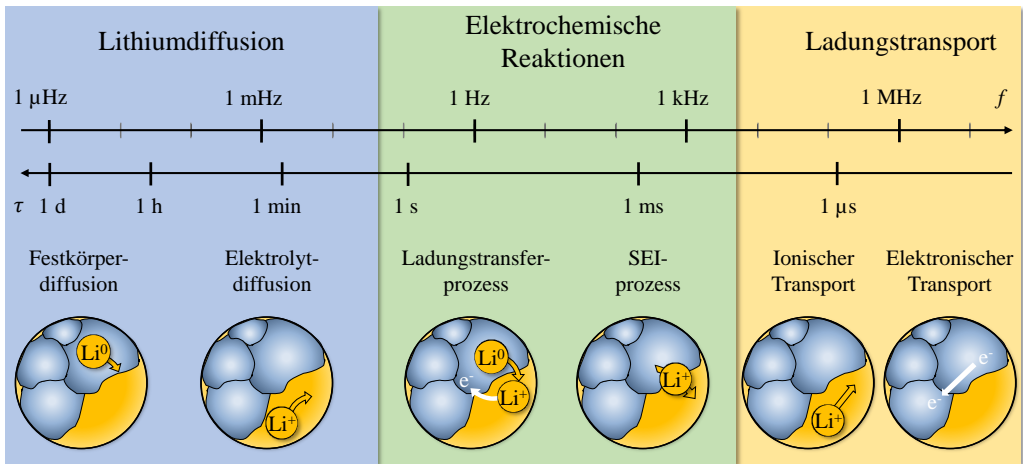 Lithiumdiffusion
Elektrochemische
Reaktionen
Ladungstransport
1 µHz
1 mHz
1 Hz
1 kHz
1 MHz
f
τ
1 d
1 h
1 min
1 s
1 ms
1 µs
Festkörper-
diffusion
Elektrolyt-
diffusion
Ladungstransfer-
prozess
SEI-
prozess
Ionischer
Transport
Elektronischer
Transport
Li⁰
Li⁺
Li⁰
e⁻
Li⁺
Li⁺
Li⁺
e⁻
e⁻